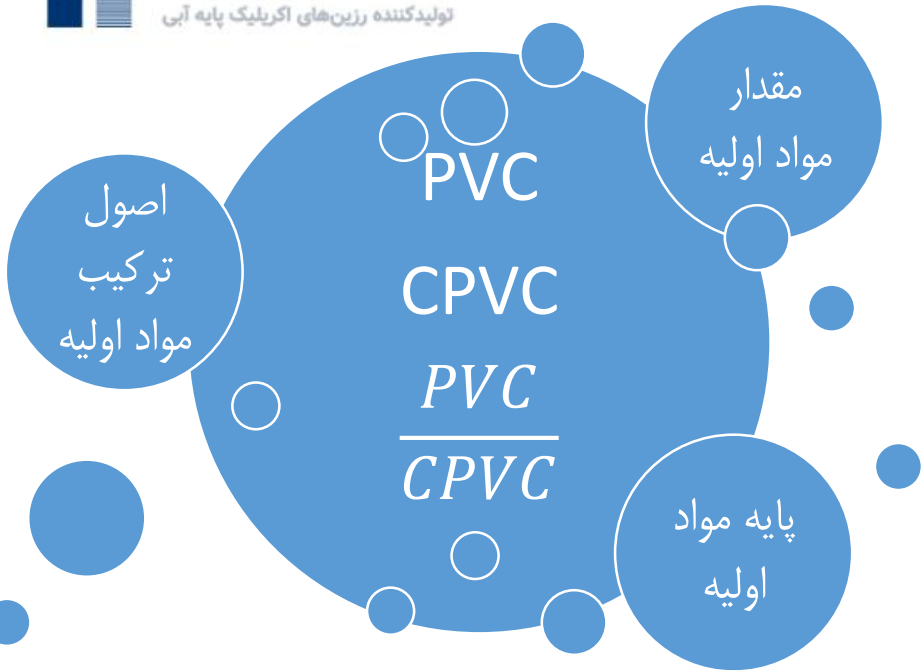 تولیدکننده رزین‌های اکریلیک پایه آبی
مقدار
مواد اولیه
اصول
ترکیب
مواد اولیه
PVC
CPVC
PVC
CPVC
پایه مواد
اولیه